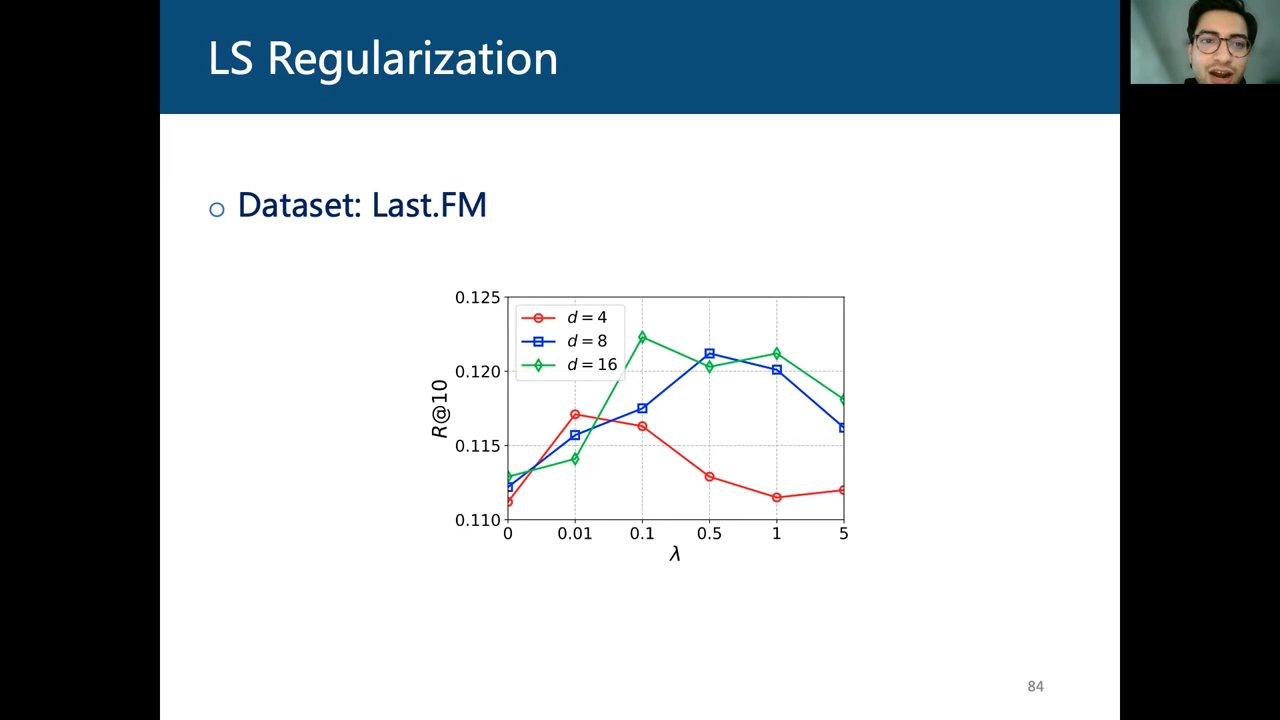 LS Regularization
Dataset: Last.FM
0.125
0.120
0.115
0.110
R@10
d = 4
d = 8
d = 16
0 0.01 0.1 0.5 1 5
λ
84